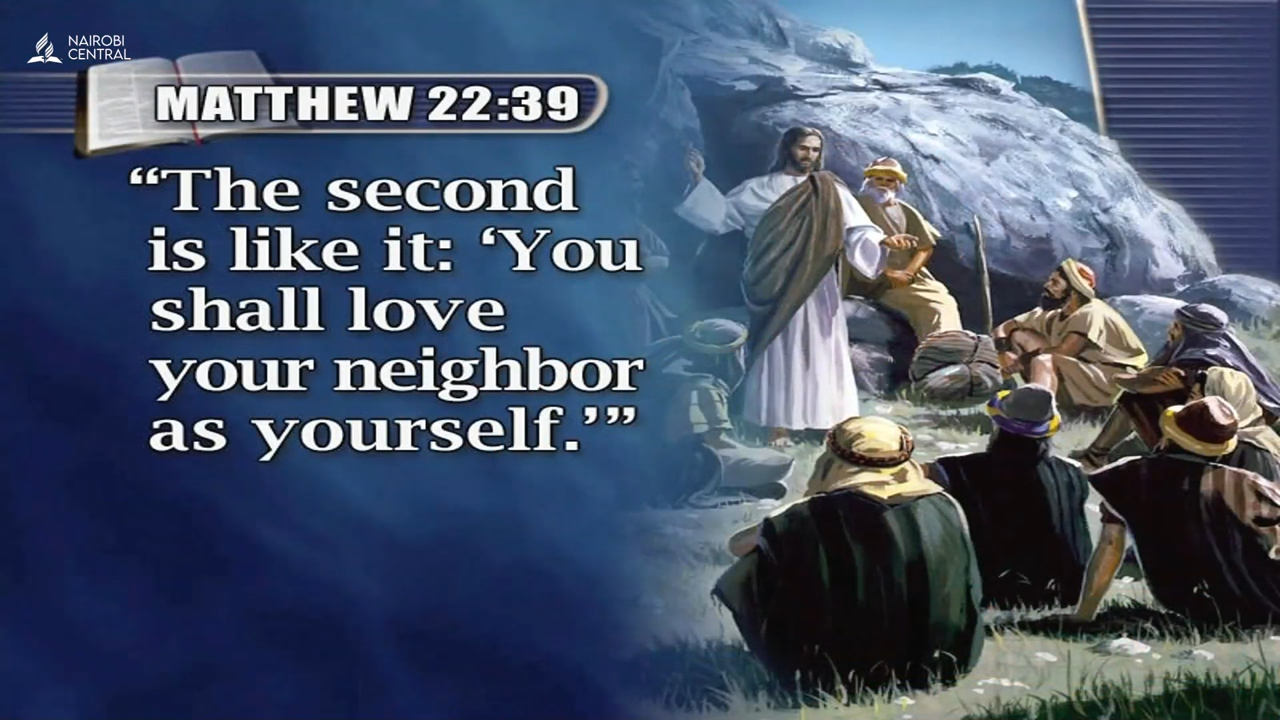 NAIROBI
CENTRAL
MATTHEW 22:39
“The second
is like it: ‘You
shall love
your neighbor
as yourself.’”